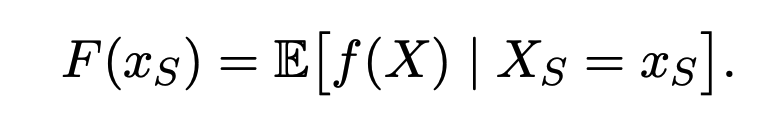 F(x_S) = 𝔼[f(X) | X_S = x_S].